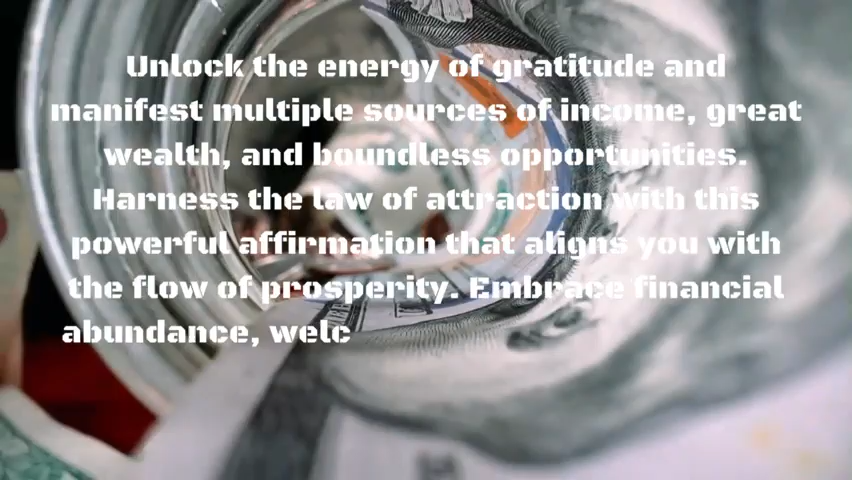 Unlock the energy of gratitude and
manifest multiple sources of income, great
wealth, and boundless opportunities.
Harness the law of attraction with this
powerful affirmation that aligns you with
the flow of prosperity. Embrace financial
abundance, welc